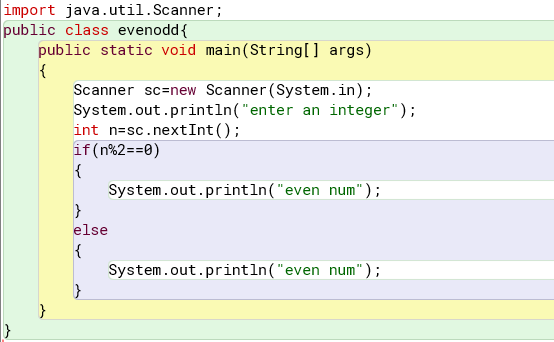 import java.util.Scanner;
public class evenodd{
public static void main(String[] args)
{
Scanner sc=new Scanner(System.in);
System.out.println("enter an integer");
int n=sc.nextInt();
if(n%2==0)
{
System.out.println("even num");
}
else
{
System.out.println("even num");
}
}
}